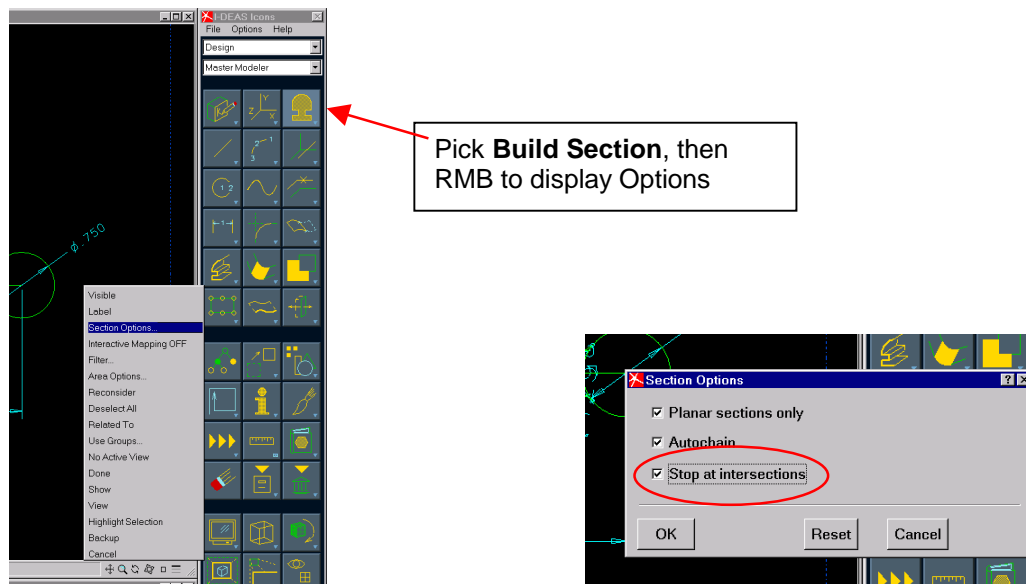 I-DEAS Icons
File Options Help
Design
Master Modeler
Pick Build Section, then
RMB to display Options
Ø.750
Visible
Label
Section Options...
Interactive Mapping OFF
Filter...
Area Options...
Reconsider
Deselect All
Related To
Use Groups...
No Active View
Done
Show
View
Highlight Selection
Backup
Cancel
Section Options
Planar sections only
Autochain
Stop at intersections
OK Reset Cancel